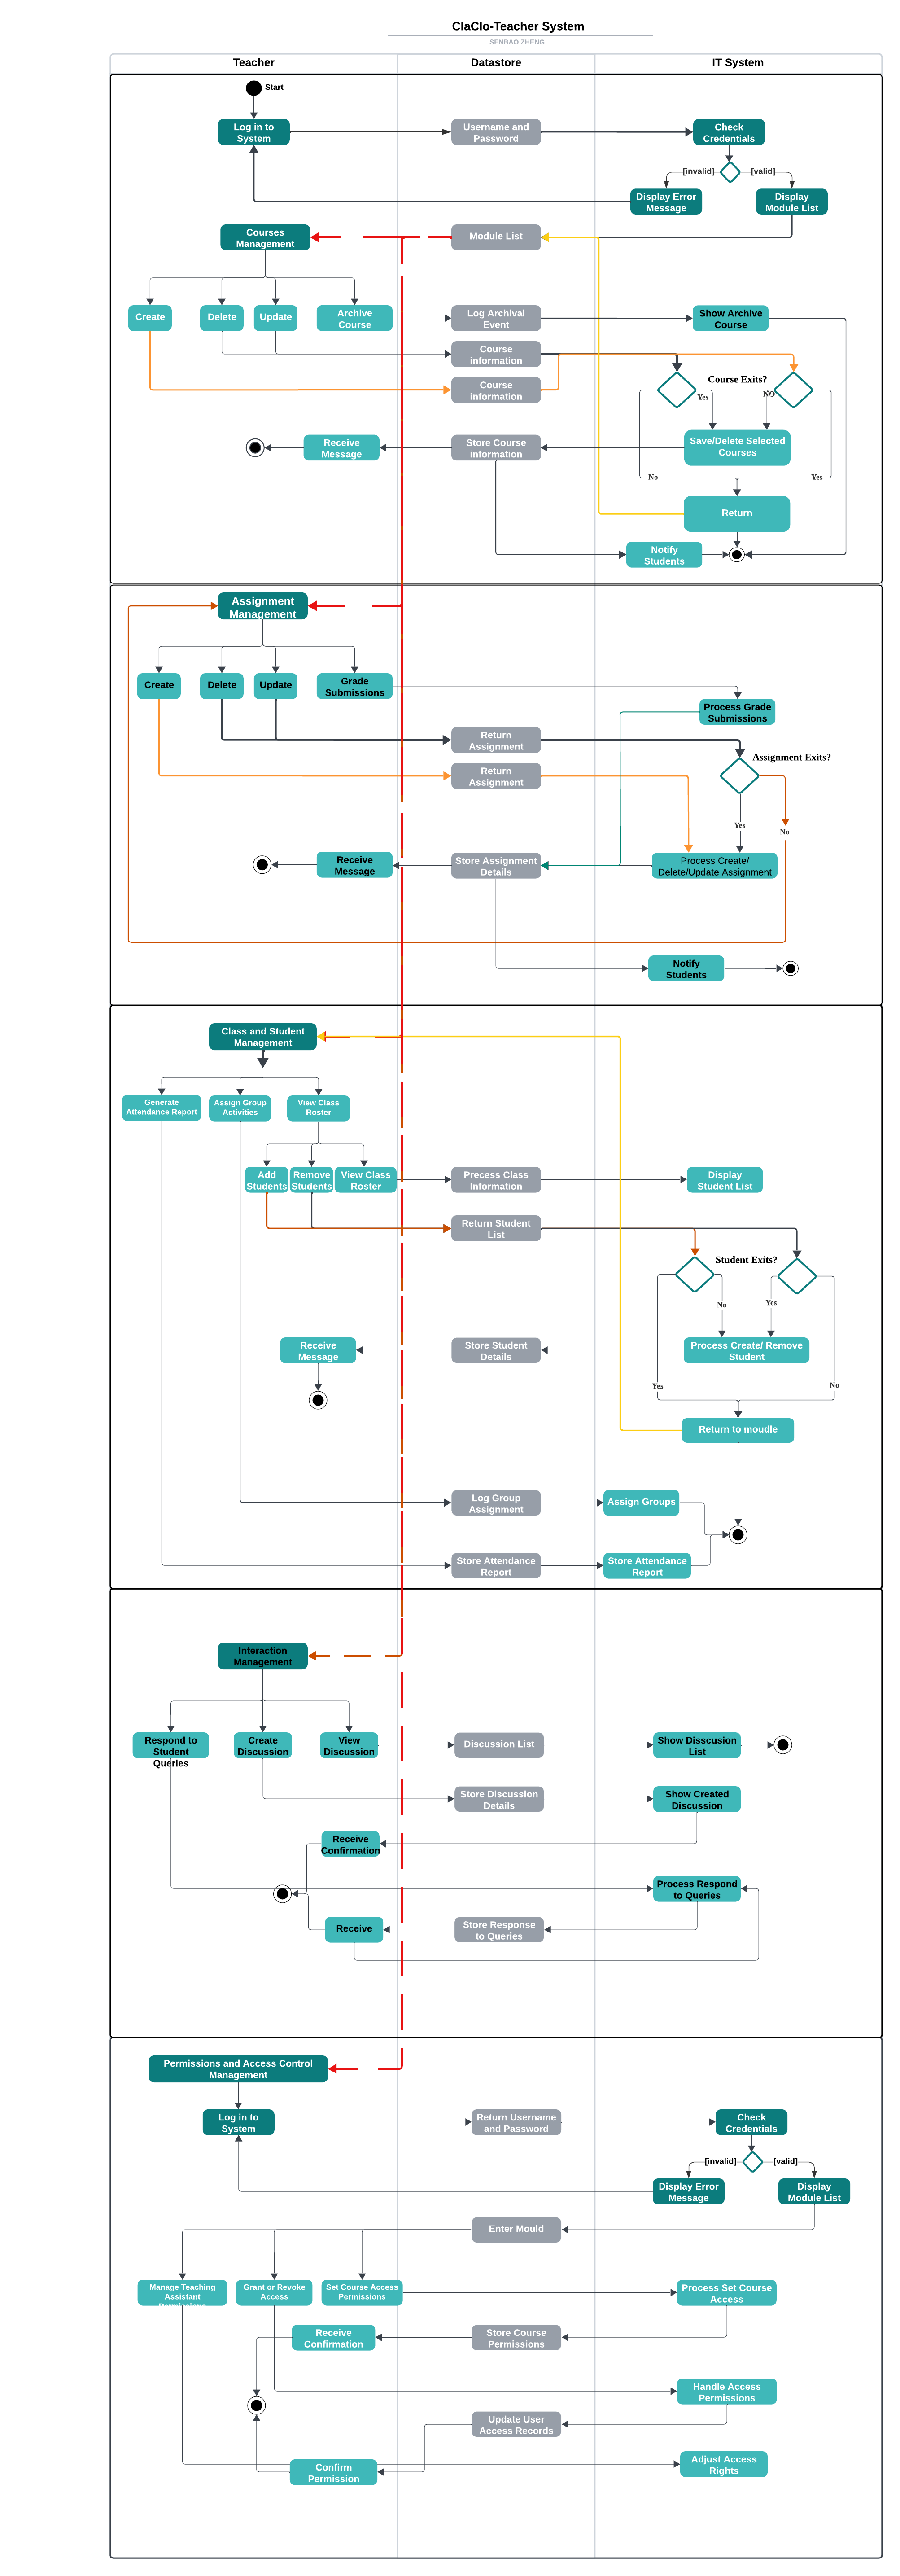 ClaClo-Teacher System
SENBAO ZHENG
Teacher
Datastore
IT System
Start
Log in to
System
Username and
Password
Check
Credentials
[invalid]
[valid]
Display Error
Message
Display
Module List
Courses
Management
Module List
Create
Delete
Update
Archive
Course
Log Archival
Event
Show Archive
Course
Course
information
Course
information
Course Exits?
Yes
NO
Receive
Message
Store Course
information
Save/Delete Selected
Courses
No
Yes
Return
Notify
Students
Assignment
Management
Create
Delete
Update
Grade
Submissions
Process Grade
Submissions
Return
Assignment
Return
Assignment
Assignment Exits?
Yes
No
Receive
Message
Store Assignment
Details
Process Create/
Delete/Update Assignment
Notify
Students
Class and Student
Management
Generate
Attendance Report
Assign Group
Activities
View Class
Roster
Add
Students
Remove
Students
View Class
Roster
Precess Class
Information
Display
Student List
Return Student
List
Student Exits?
No
Yes
Receive
Message
Store Student
Details
Process Create/ Remove
Student
Yes
No
Return to moudle
Log Group
Assignment
Assign Groups
Store Attendance
Report
Store Attendance
Report
Interaction
Management
Respond to
Student
Queries
Create
Discussion
View
Discussion
Discussion List
Show Disscusion
List
Store Discussion
Details
Show Created
Discussion
Receive
Confirmation
Process Respond
to Queries
Receive
Store Response
to Queries
Permissions and Access Control
Management
Log in to
System
Return Username
and Password
Check
Credentials
[invalid]
[valid]
Display Error
Message
Display
Module List
Enter Mould
Manage Teaching
Assistant
Permissions
Grant or Revoke
Access
Set Course Access
Permissions
Process Set Course
Access
Receive
Confirmation
Store Course
Permissions
Handle Access
Permissions
Update User
Access Records
Confirm
Permission
Adjust Access
Rights